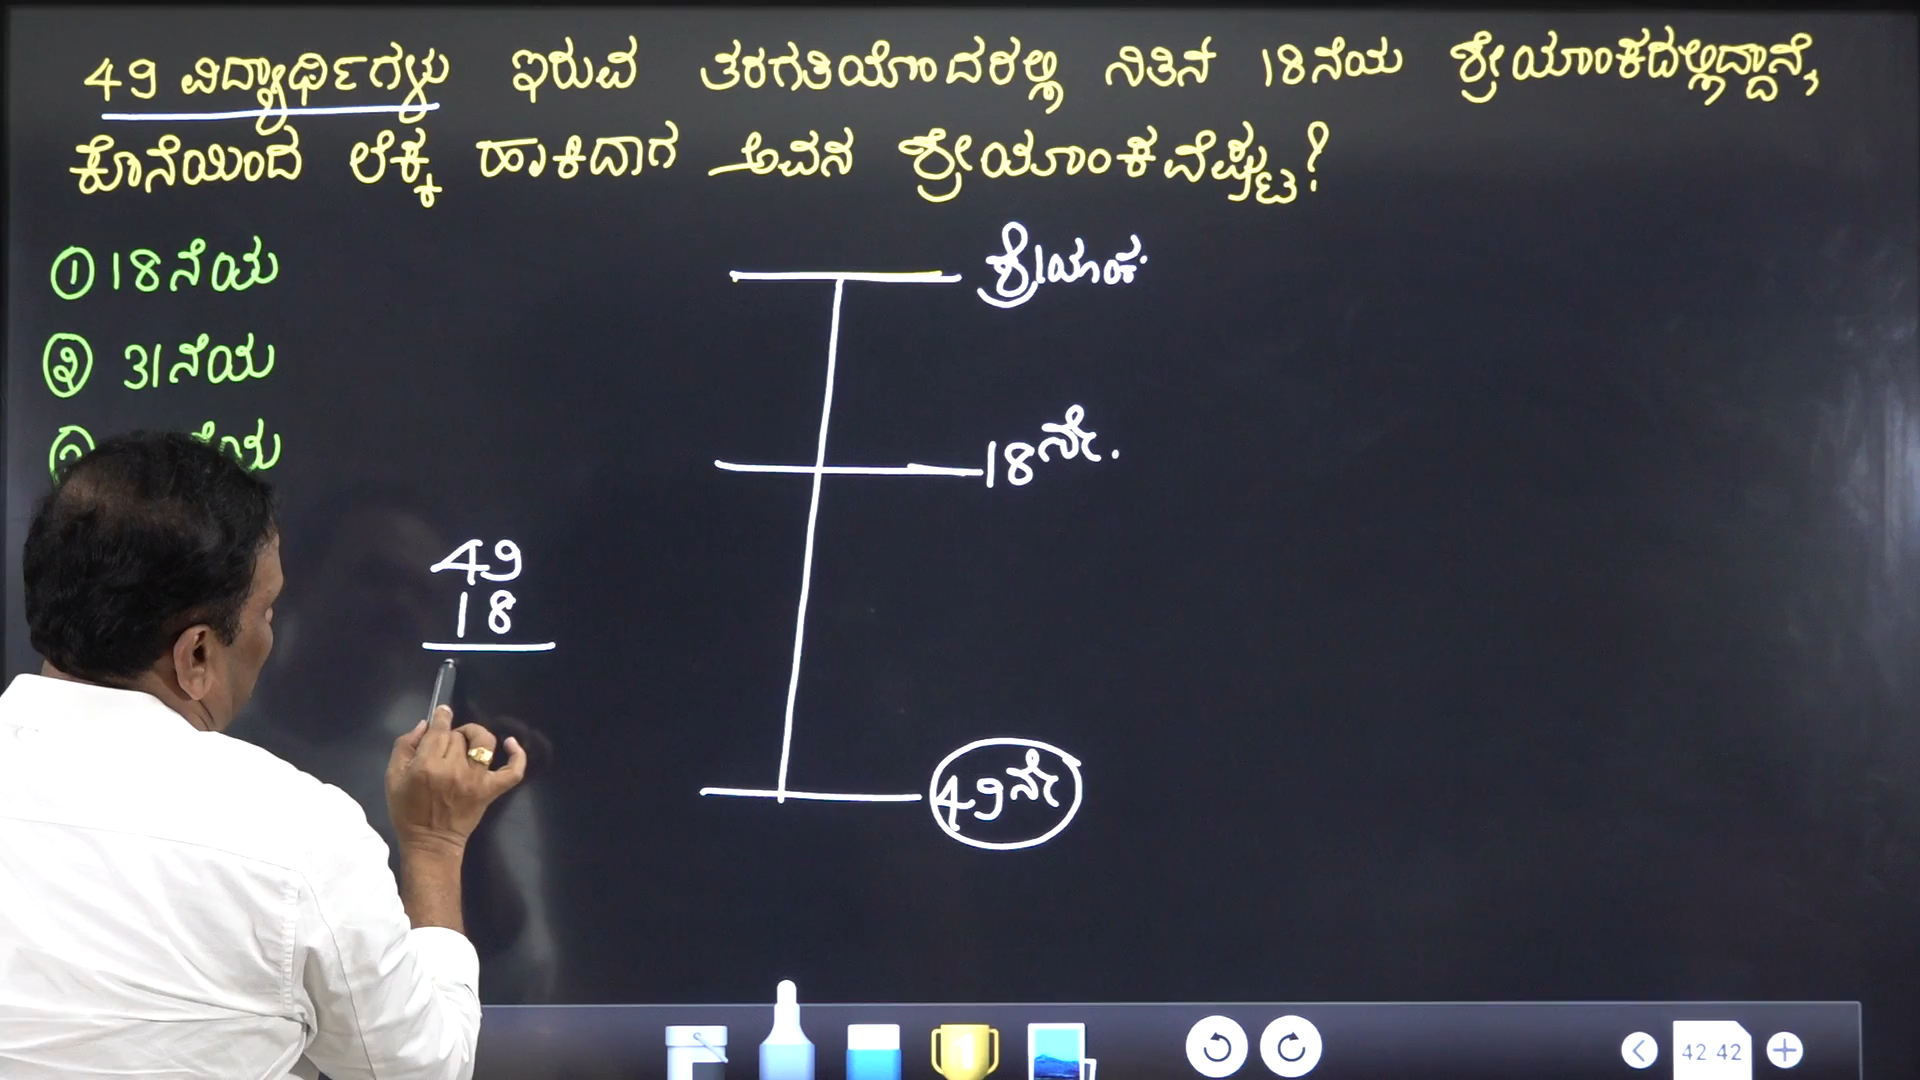 49 ವಿದ್ಯಾರ್ಥಿಗಳು ಇರುವ ತರಗತಿಯೊಂದರಲ್ಲಿ ನಿತಿನ್ 18ನೆಯ ಶ್ರೇಯಾಂಕದಲ್ಲಿದ್ದಾನೆ,
ಕೊನೆಯಿಂದ ಲೆಕ್ಕ ಹಾಕಿದಾಗ ಅವನ ಶ್ರೇಯಾಂಕವೆಷ್ಟು?
① 18ನೆಯ
② 31ನೆಯ
ನೆಯ
18ನೇ.
49
18
49ನೇ
42 42